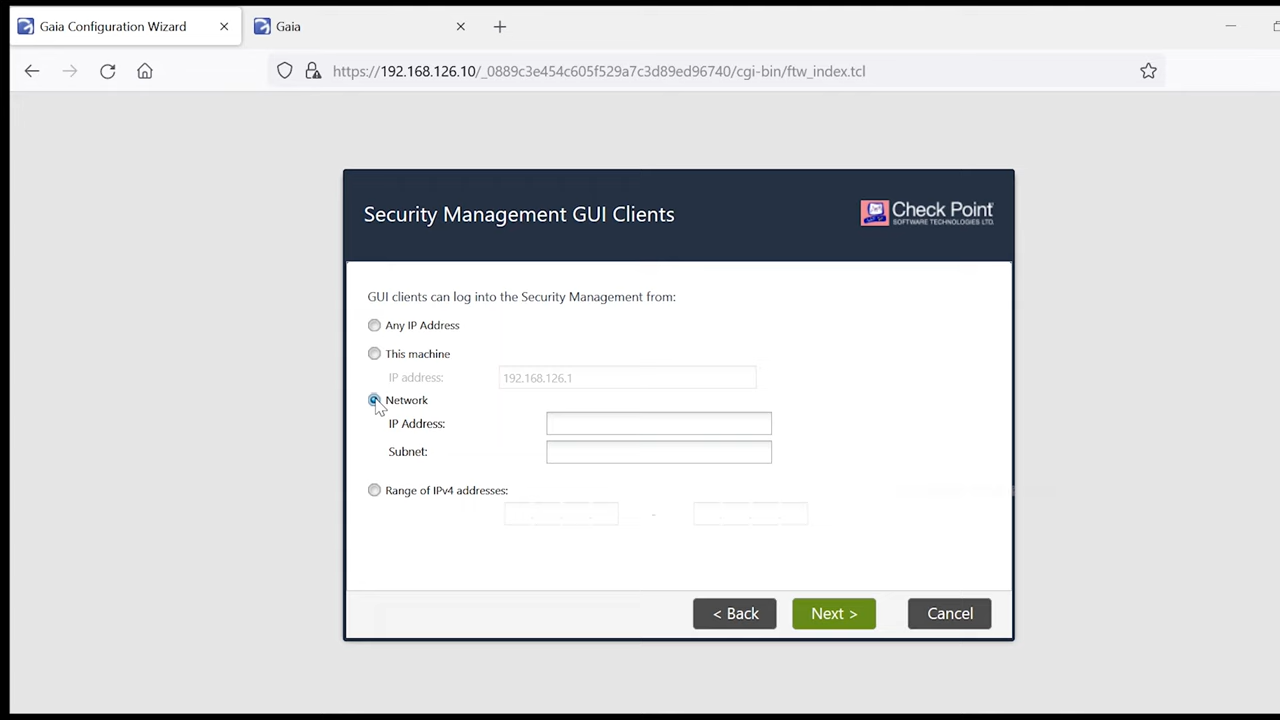 Gaia Configuration Wizard
Gaia
https://192.168.126.10/_0889c3e454c605f529a7c3d89ed96740/cgi-bin/ftw_index.tcl
Security Management GUI Clients
Check Point
SOFTWARE TECHNOLOGIES LTD.
GUI clients can log into the Security Management from:
Any IP Address
This machine
IP address: 192.168.126.1
Network
IP Address:
Subnet:
Range of IPv4 addresses:
-
< Back Next > Cancel